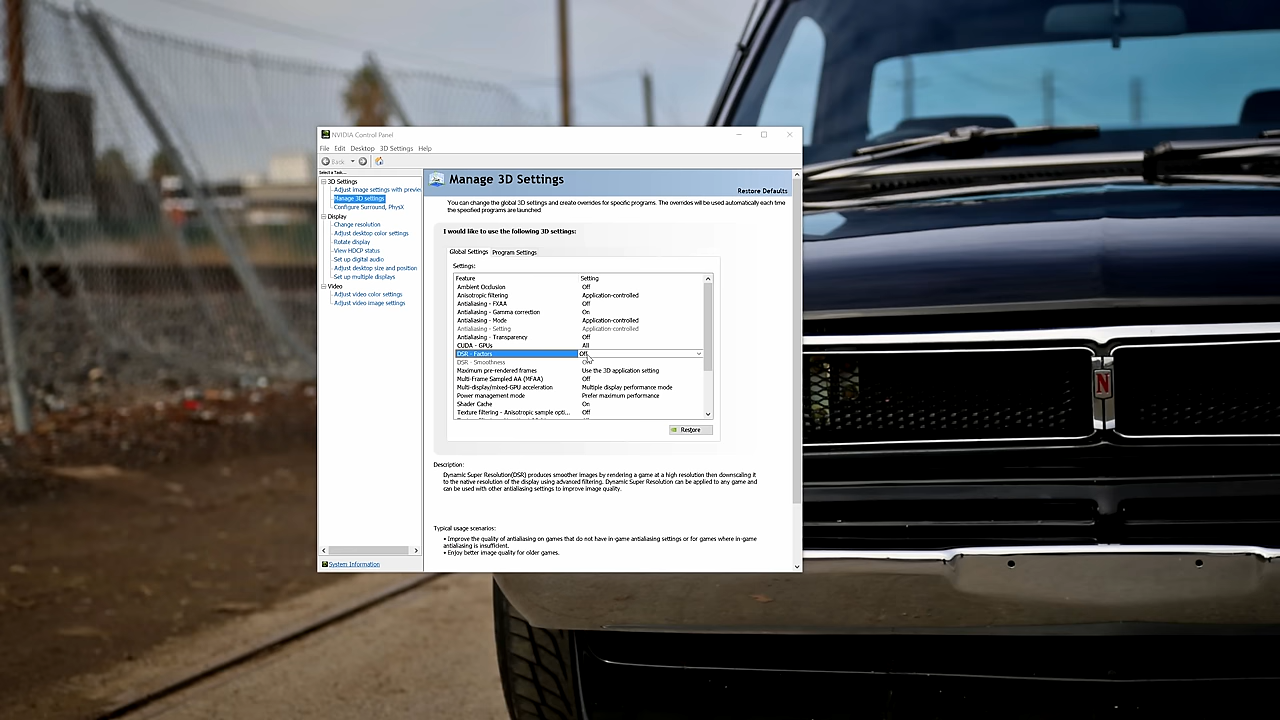 NVIDIA Control Panel
File Edit Desktop 3D Settings Help
Back
Select a Task...
3D Settings
Adjust image settings with previe
Manage 3D settings
Configure Surround, PhysX
Display
Change resolution
Adjust desktop color settings
Rotate display
View HDCP status
Set up digital audio
Adjust desktop size and position
Set up multiple displays
Video
Adjust video color settings
Adjust video image settings
System Information
Manage 3D Settings
Restore Defaults
You can change the global 3D settings and create overrides for specific programs. The overrides will be used automatically each time
the specified programs are launched
I would like to use the following 3D settings:
Global Settings Program Settings
Settings:
Feature Setting
Ambient Occlusion Off
Anisotropic filtering Application-controlled
Antialiasing - FXAA Off
Antialiasing - Gamma correction On
Antialiasing - Mode Application-controlled
Antialiasing - Setting Application-controlled
Antialiasing - Transparency Off
CUDA - GPUs All
DSR - Factors Off
DSR - Smoothness
Maximum pre-rendered frames Use the 3D application setting
Multi-Frame Sampled AA (MFAA) Off
Multi-display/mixed-GPU acceleration Multiple display performance mode
Power management mode Prefer maximum performance
Shader Cache On
Texture filtering - Anisotropic sample opti... Off
Restore
Description:
Dynamic Super Resolution(DSR) produces smoother images by rendering a game at a high resolution then downscaling it
to the native resolution of the display using advanced filtering. Dynamic Super Resolution can be applied to any game and
can be used with other antialiasing settings to improve image quality.
Typical usage scenarios:
• Improve the quality of antialiasing on games that do not have in-game antialiasing settings or for games where in-game
antialiasing is insufficient.
• Enjoy better image quality for older games.
N